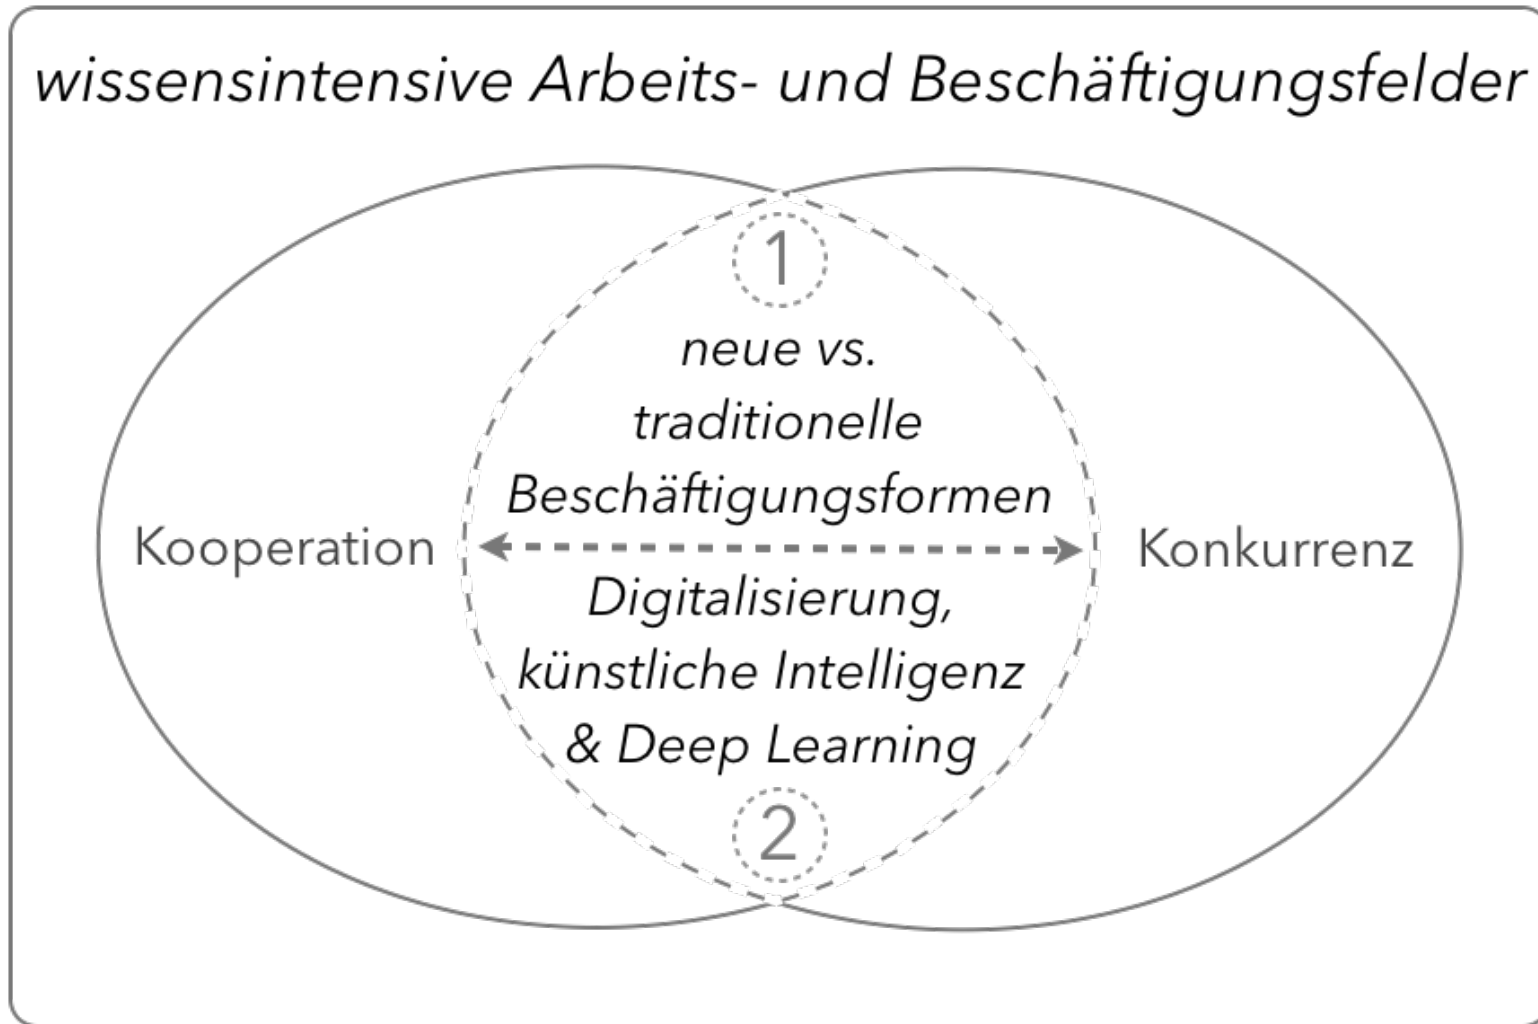 wissensintensive Arbeits- und Beschäftigungsfelder
1
neue vs.
traditionelle
Beschäftigungsformen
Kooperation
Konkurrenz
Digitalisierung,
künstliche Intelligenz
& Deep Learning
2